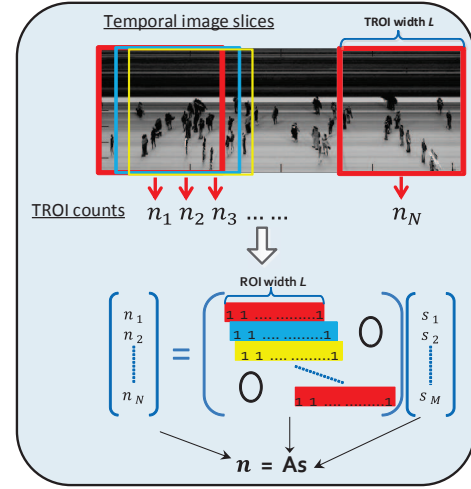 Temporal image slices
TROI width L
TROI counts n1 n2 n3 ... ... nN
ROI width L
n1
n2
nN
=
1 1 .... .........1
1 1 .... .........1
1 1 .... .........1
1 1 .... .........1
O
O
s1
s2
sM
n = As